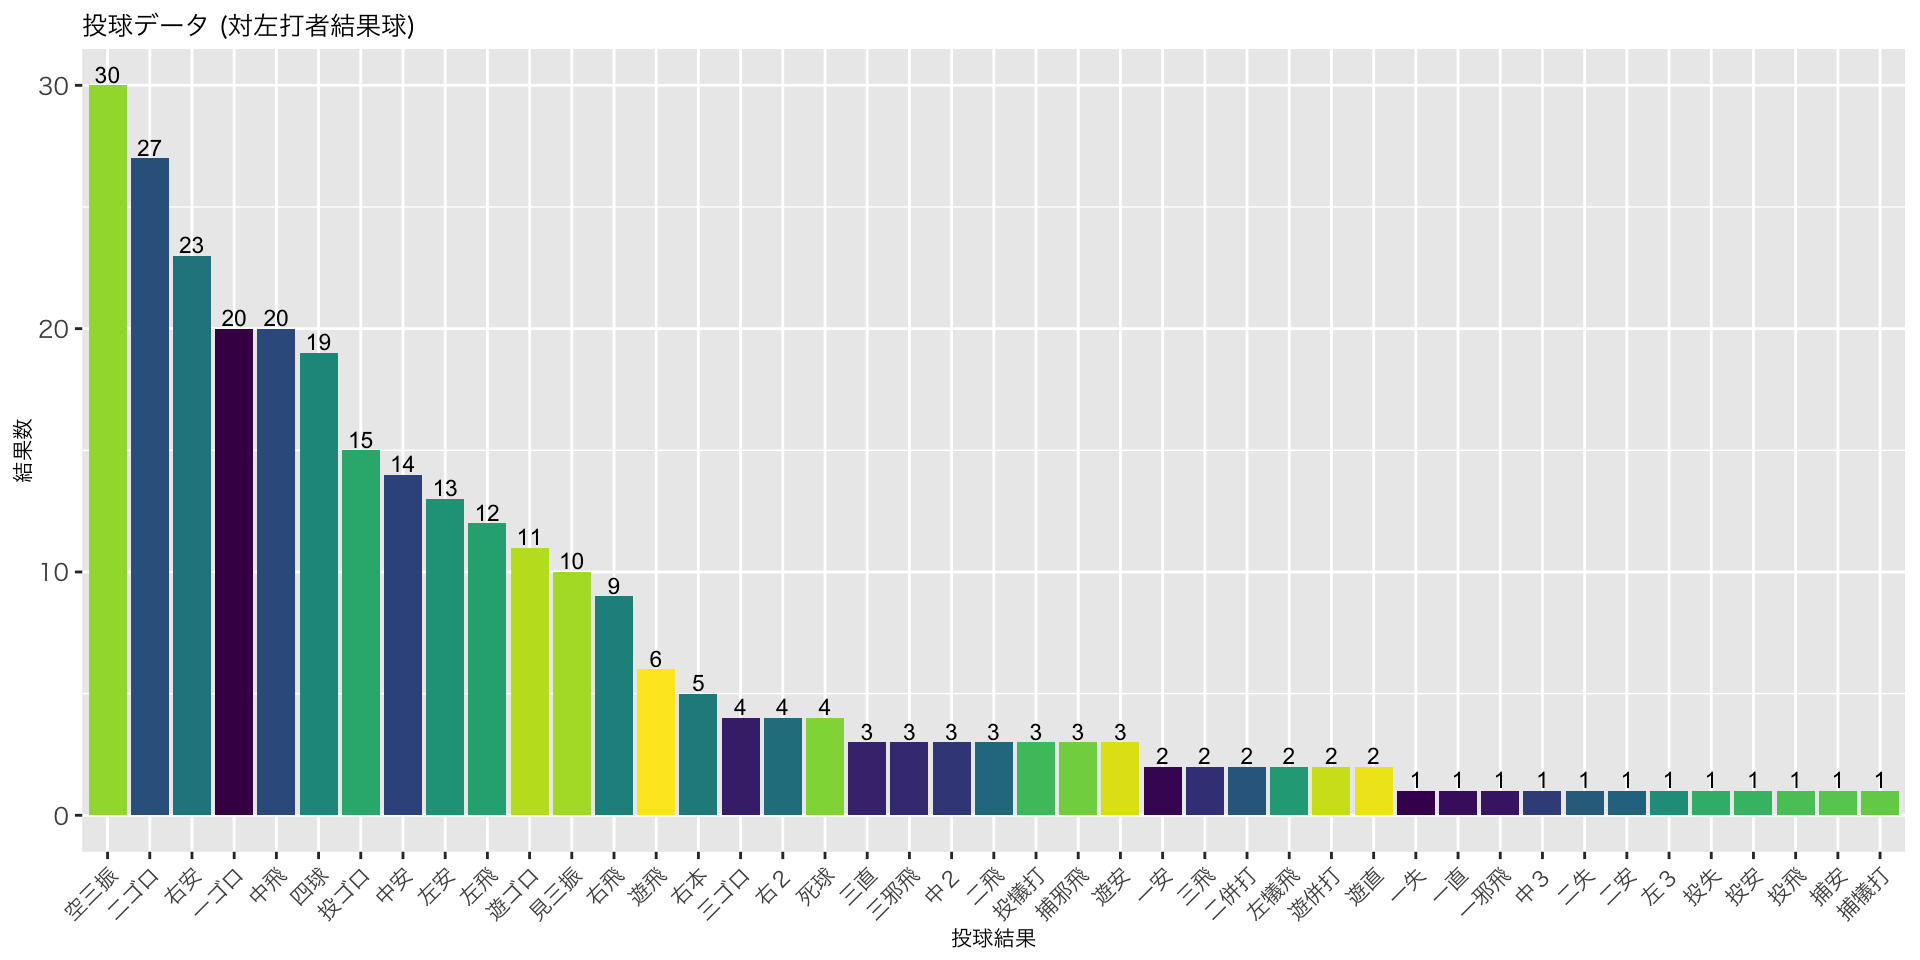 投球データ (対左打者結果球)
結果数
30
20
10
0
30
27
23
20
20
19
15
14
13
12
11
10
9
6
5
4
4
4
3
3
3
3
3
3
3
2
2
2
2
2
2
1
1
1
1
1
1
1
1
1
1
1
1
空三振
二ゴロ
右安
一ゴロ
中飛
四球
投ゴロ
中安
左安
左飛
遊ゴロ
見三振
右飛
遊飛
右本
三ゴロ
右２
死球
三直
三邪飛
中２
二飛
投犠打
捕邪飛
遊安
一安
三飛
二併打
左犠飛
遊併打
遊直
一失
一直
一邪飛
中３
二失
二安
左３
投失
投安
投飛
捕安
捕犠打
投球結果